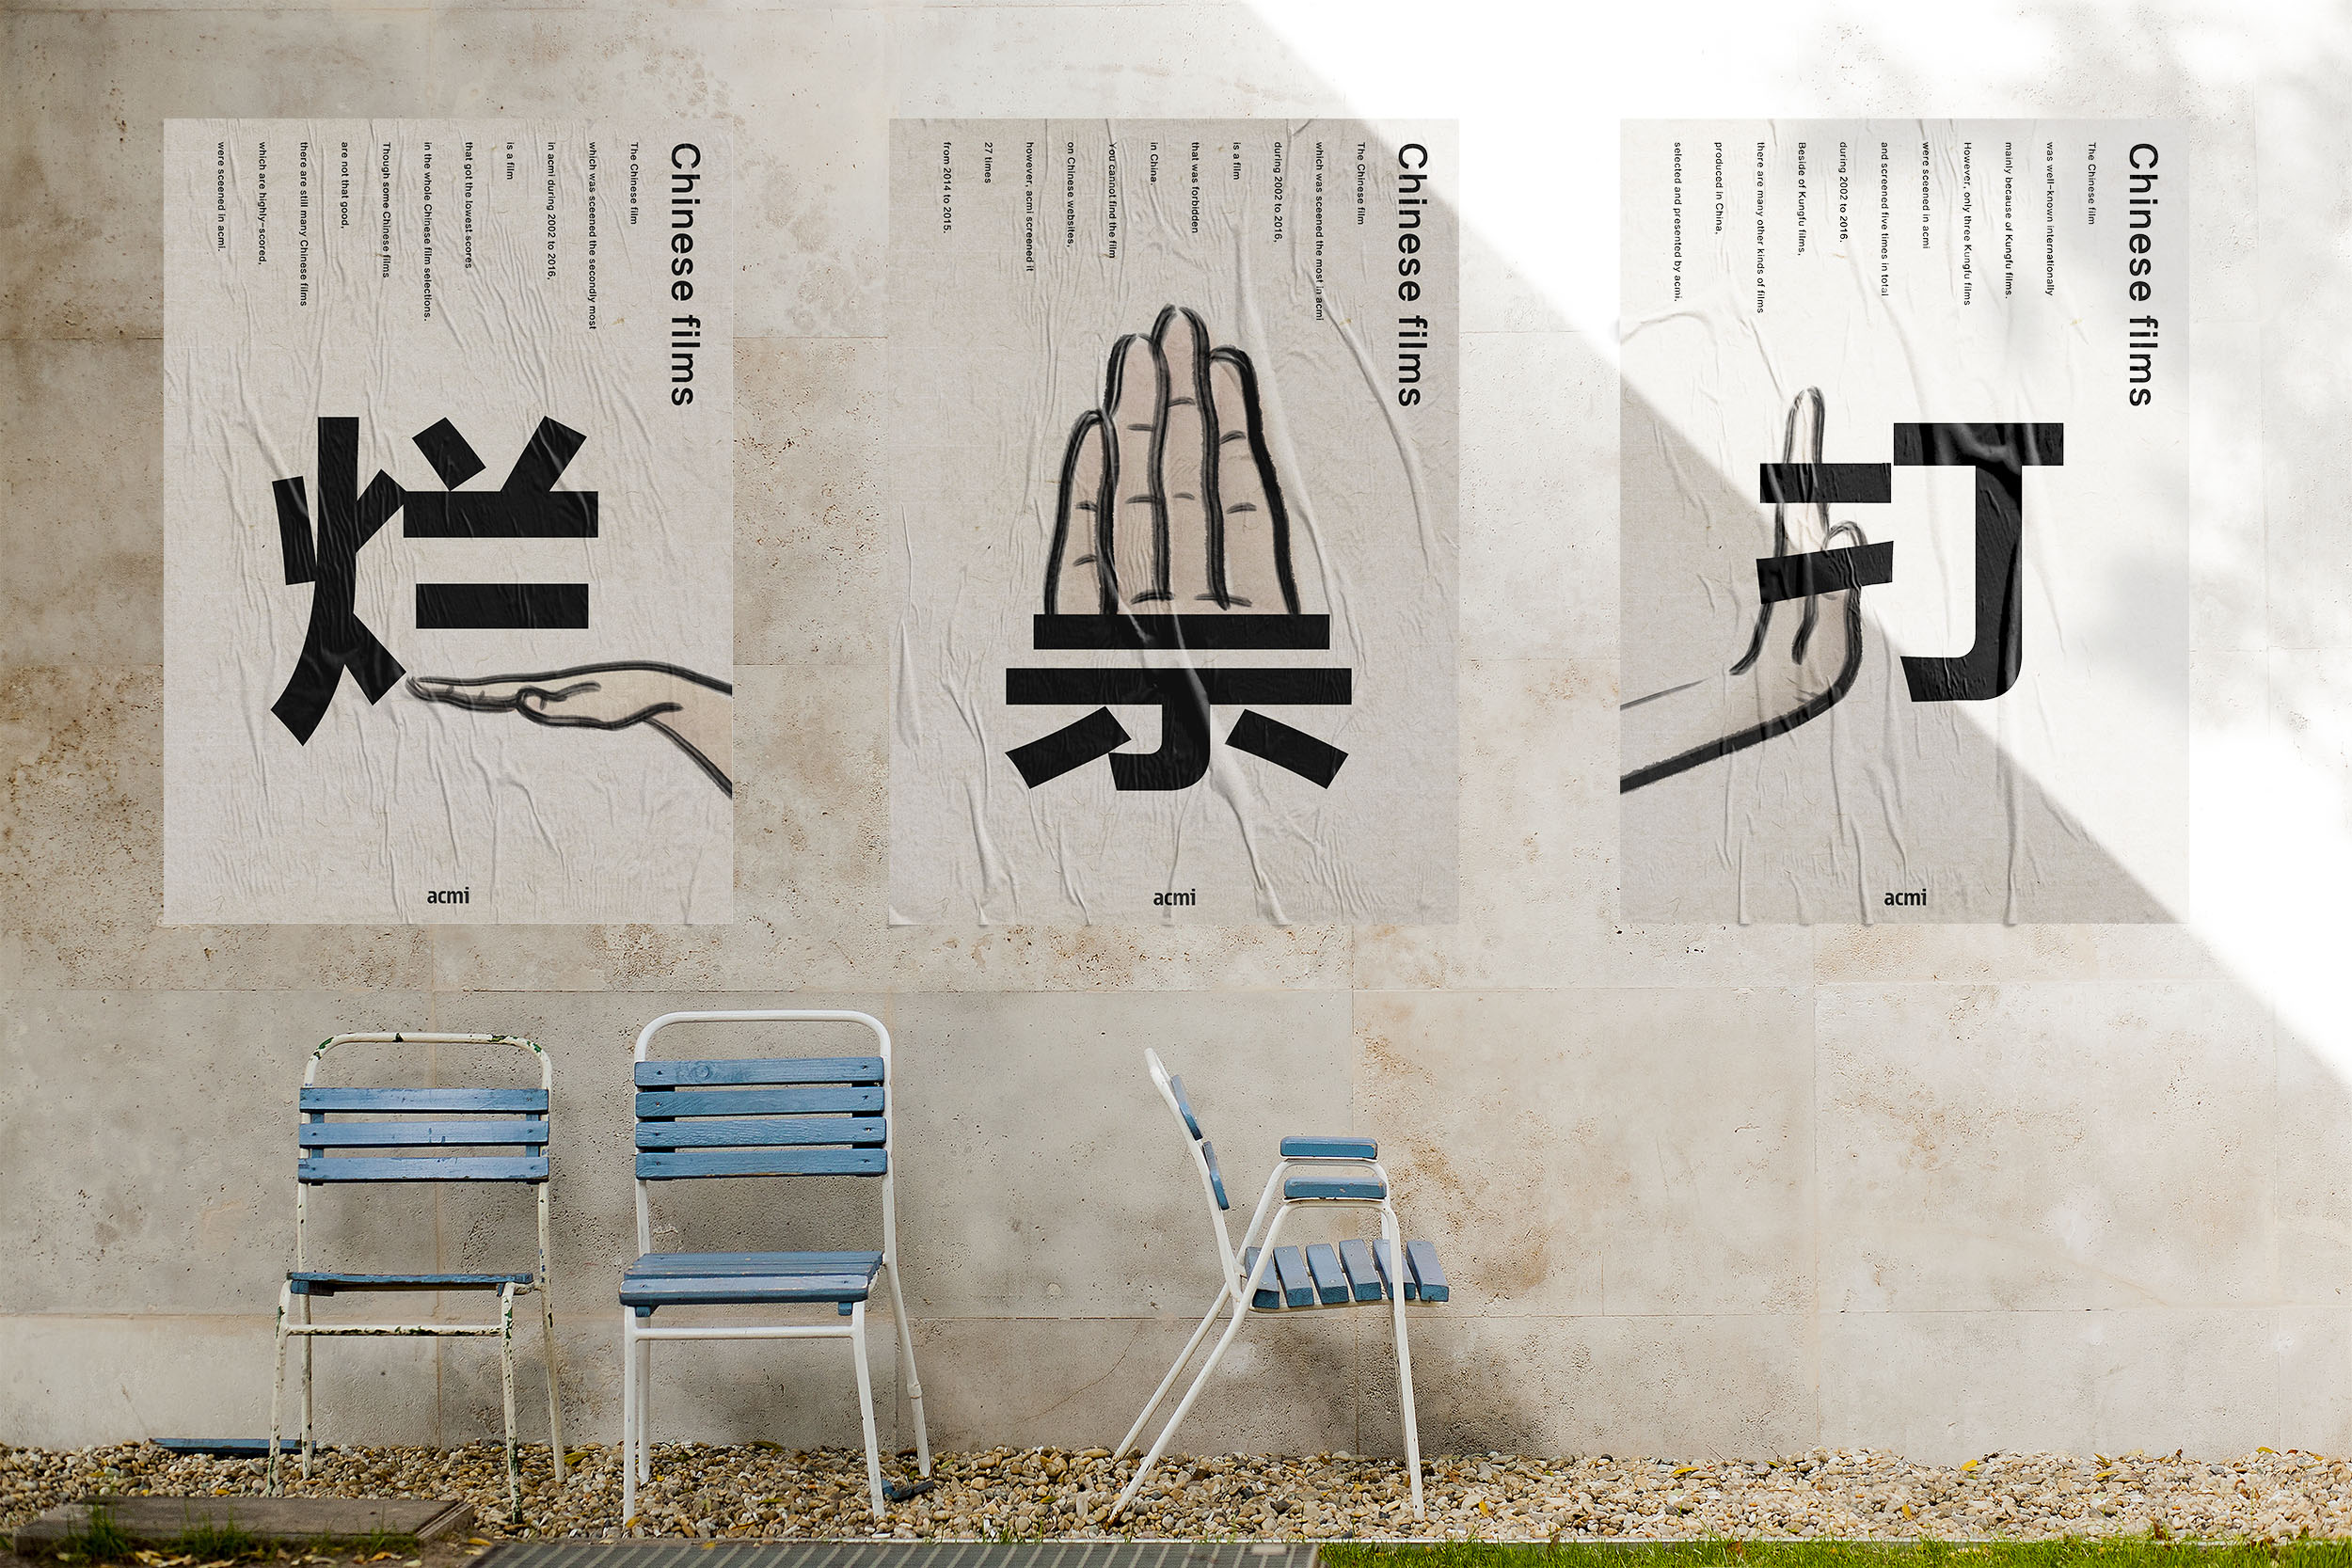 Chinese films
The Chinese film
which was sceened the secondly most
in acmi during 2002 to 2016,
is a film
that got the lowest scores
in the whole Chinese film selections.
Though some Chinese films
are not that good,
there are still many Chinese films
which are highly-scored,
were sceened in acmi.
烂
acmi
Chinese films
The Chinese film
which was sceened the most in acmi
during 2002 to 2016,
is a film
that was forbidden
in China.
You cannot find the film
on Chinese websites,
however, acmi screened it
27 times
from 2014 to 2015.
禁
acmi
Chinese films
The Chinese film
was well-known internationally
mainly because of Kungfu films.
However, only three Kungfu films
were sceened in acmi
and screened five times in total
during 2002 to 2016.
Beside of Kungfu films,
there are many other kinds of films
produced in China,
selected and presented by acmi.
打
acmi